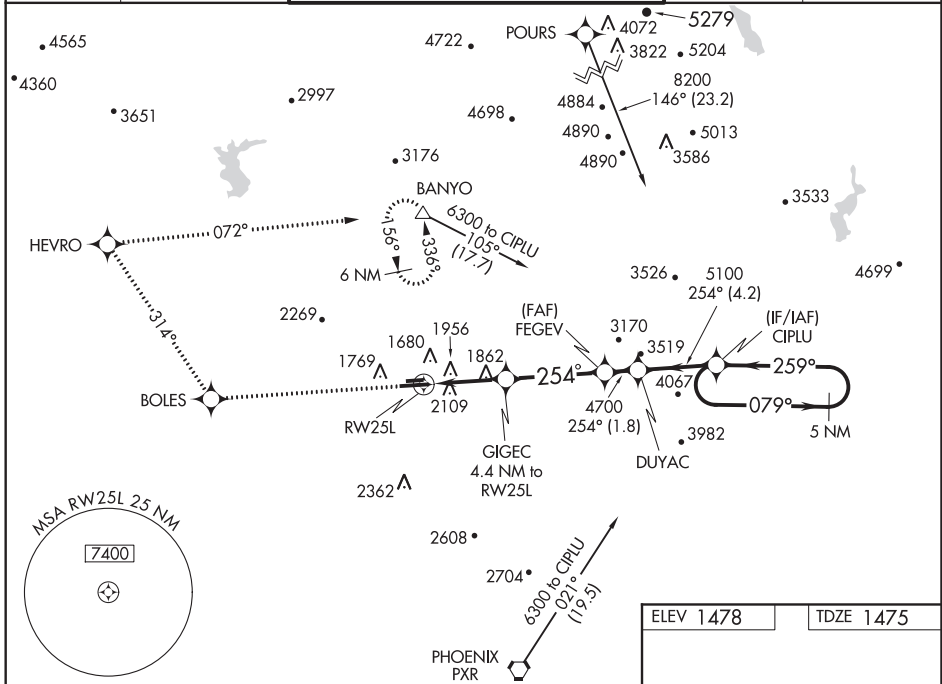 4565
4722
POURS
4072
5279
3822
5204
4360
8200
146° (23.2)
2997
4884
3651
4698
4890
5013
4890
3586
3176
BANYO
3533
6300 to CIPLU
105°
(17.7)
156°
336°
072°
HEVRO
6 NM
3526
5100
254° (4.2)
4699
314°
2269
(FAF)
FEGEV
3170
(IF/IAF)
CIPLU
1956
1680
3519
1769
1862
254°
259°
4067
BOLES
079°
2109
4700
254° (1.8)
RW25L
5 NM
GIGEC
4.4 NM to
RW25L
DUYAC
3982
2362
MSA RW25L 25 NM
7400
2608
2704
6300 to CIPLU
021°
(19.5)
ELEV 1478
TDZE 1475
PHOENIX
PXR